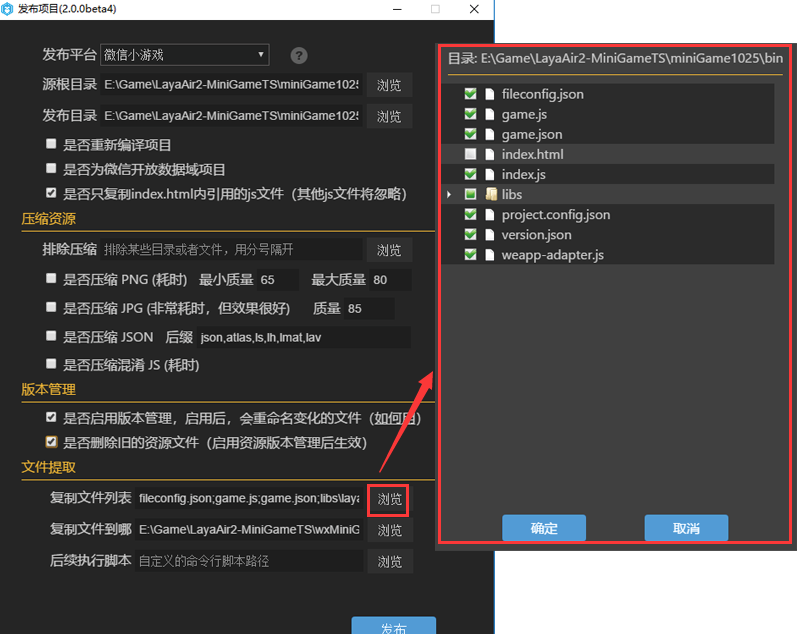 发布项目(2.0.0beta4)
发布平台 微信小游戏 ?
源根目录 E:\Game\LayaAir2-MiniGameTS\miniGame1025 浏览
发布目录 E:\Game\LayaAir2-MiniGameTS\miniGame1025 浏览
是否重新编译项目
是否为微信开放数据域项目
是否只复制index.html内引用的js文件（其他js文件将忽略）
压缩资源
排除压缩 排除某些目录或者文件，用分号隔开 浏览
是否压缩 PNG (耗时) 最小质量 65 最大质量 80
是否压缩 JPG (非常耗时，但效果很好) 质量 85
是否压缩 JSON 后缀 json,atlas,ls,lh,lmat,lav
是否压缩混淆 JS (耗时)
版本管理
是否启用版本管理，启用后，会重命名变化的文件（如何用）
是否删除旧的资源文件（启用资源版本管理后生效）
文件提取
复制文件列表 fileconfig.json;game.js;game.json;libs\laya 浏览
复制文件到哪 E:\Game\LayaAir2-MiniGameTS\wxMiniG 浏览
后续执行脚本 自定义的命令行脚本路径 浏览
发布
目录: E:\Game\LayaAir2-MiniGameTS\miniGame1025\bin
fileconfig.json
game.js
game.json
index.html
index.js
libs
project.config.json
version.json
weapp-adapter.js
确定 取消